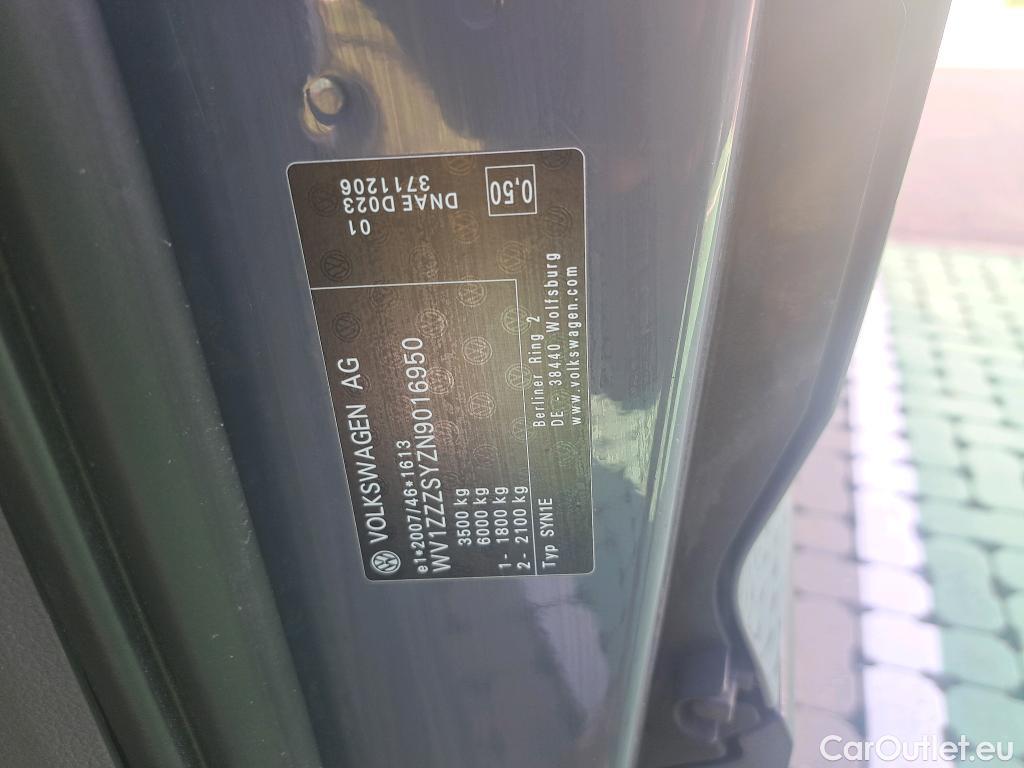 VOLKSWAGEN AG
e1*2007/46*1613
WV1ZZZSYZN9016950
3500 kg
6000 kg
1- 1800 kg
2- 2100 kg
Typ SYN1E
Berliner Ring 2
DE - 38440 Wolfsburg
www.volkswagen.com
01
DNAE D023
3711206
0,50
CarOutlet.eu